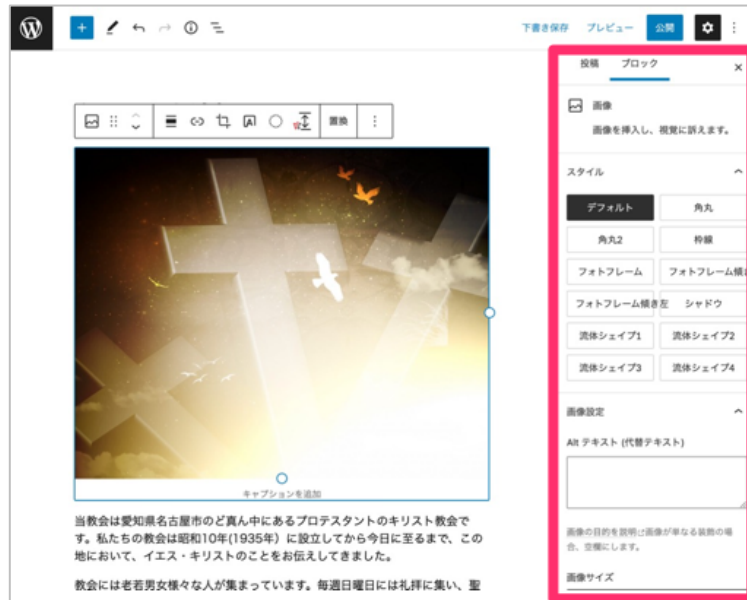 下書き保存 プレビュー 公開
投稿 ブロック
置換
画像
画像を挿入し、視覚に訴えます。
スタイル
デフォルト 角丸
角丸2 枠線
フォトフレーム フォトフレーム傾き
フォトフレーム傾き左 シャドウ
流体シェイプ1 流体シェイプ2
流体シェイプ3 流体シェイプ4
画像設定
Alt テキスト (代替テキスト)
画像の目的を説明
画像が単なる装飾の場
合、空欄にします。
画像サイズ
キャプションを追加
当教会は愛知県名古屋市のど真ん中にあるプロテスタントのキリスト教会で
す。私たちの教会は昭和10年(1935年）に設立してから今日に至るまで、この
地において、イエス・キリストのことをお伝えしてきました。
教会には老若男女様々な人が集まっています。毎週日曜日には礼拝に集い、聖